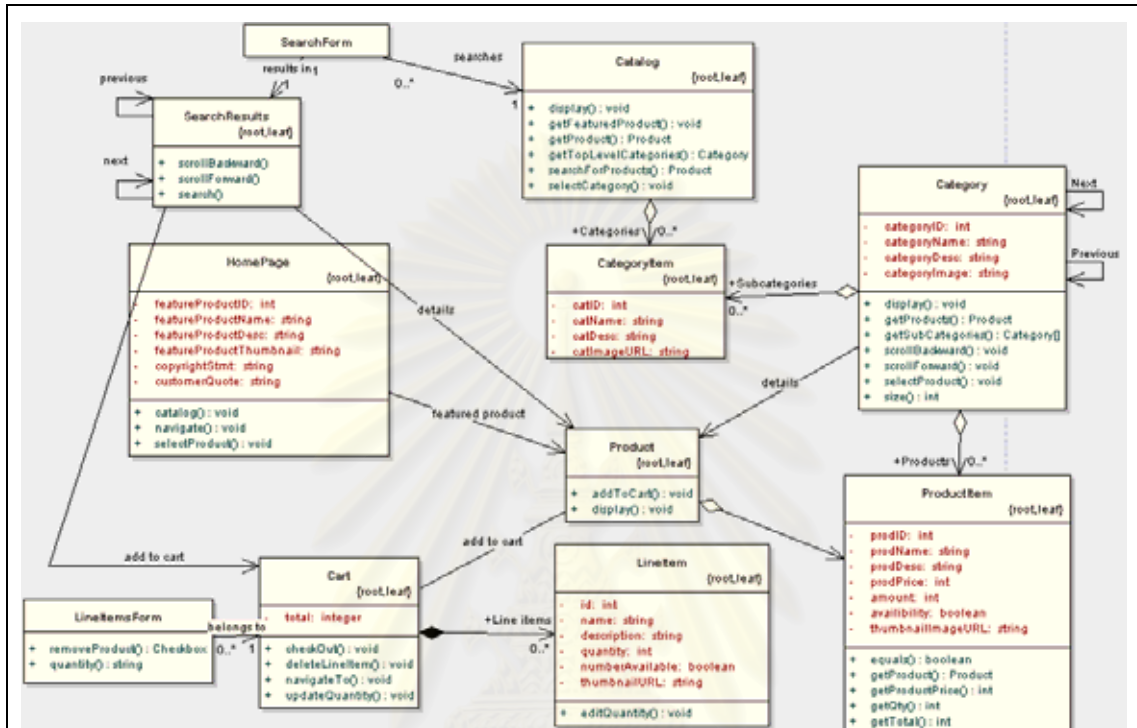 SearchForm
searches
results in
1
0..*
1
previous
next
SearchResults
{root,leaf}
+ scrollBackward()
+ scrollForward()
+ search()
Catalog
{root,leaf}
+ display() : void
+ getFeaturedProduct() : void
+ getProduct() : Product
+ getTopLevelCategories() : Category
+ searchForProducts() : Product
+ selectCategory() : void
+Categories
0..*
Category
{root,leaf}
- categoryID: int
- categoryName: string
- categoryDesc: string
- categoryImage: string
+ display() : void
+ getProducts() : Product
+ getSubCategories() : Category[]
+ scrollBackward() : void
+ scrollForward() : void
+ selectProduct() : void
+ size() : int
Next
Previous
HomePage
{root,leaf}
- featureProductID: int
- featureProductName: string
- featureProductDesc: string
- featureProductThumbnail: string
- copyrightStmt: string
- customerQuote: string
+ catalog() : void
+ navigate() : void
+ selectProduct() : void
CategoryItem
{root,leaf}
- catID: int
- catName: string
- catDesc: string
- catImageURL: string
+Subcategories
0..*
details
details
featured product
Product
{root,leaf}
+ addToCart() : void
+ display() : void
+Products
0..*
ProductItem
{root,leaf}
- prodID: int
- prodName: string
- prodDesc: string
- prodPrice: int
- amount: int
- availibility: boolean
- thumbnailImageURL: string
+ equals() : boolean
+ getProduct() : Product
+ getProductPrice() : int
+ getQty() : int
+ getTotal() : int
add to cart
add to cart
Cart
{root,leaf}
- total: integer
+ checkOut() : void
+ deleteLineItem() : void
+ navigateTo() : void
+ updateQuantity() : void
LineItemsForm
+ removeProduct() : Checkbox
+ quantity() : string
belongs to
0..*
1
+Line items
0..*
LineItem
{root,leaf}
- id: int
- name: string
- description: string
- quantity: int
- numberAvailable: boolean
- thumbnailURL: string
+ editQuantity() : void